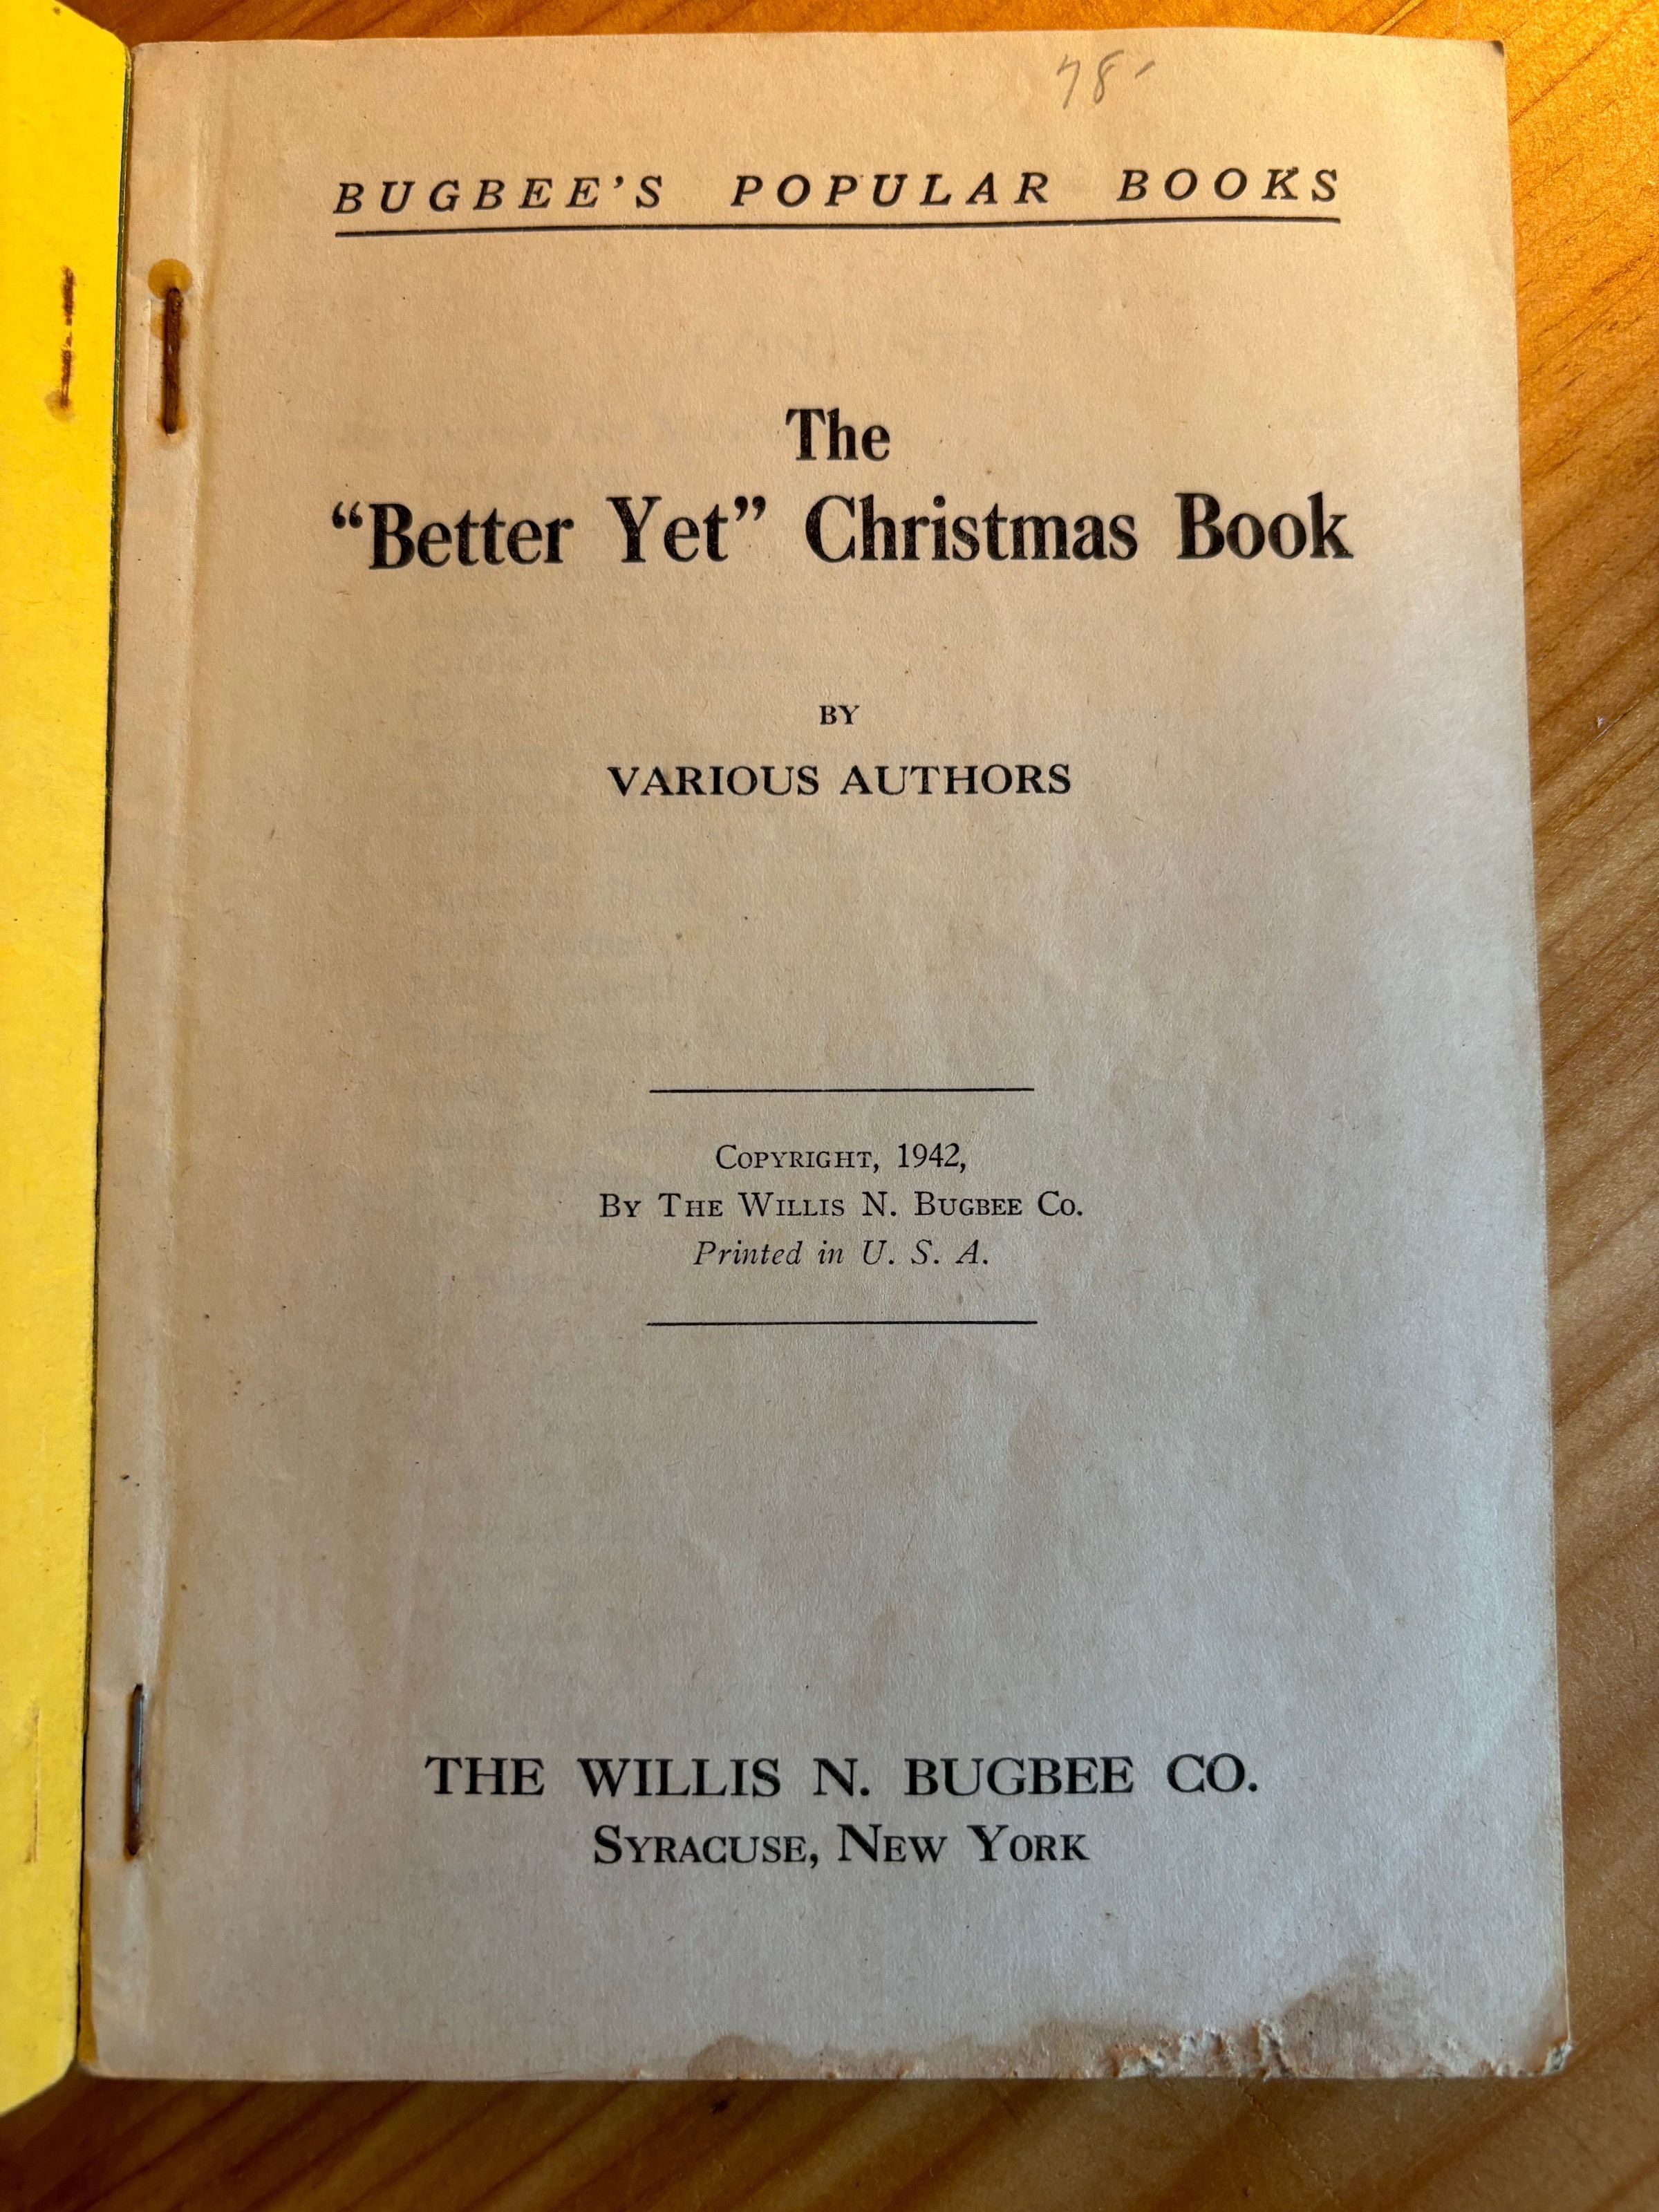 78-
BUGBEE'S POPULAR BOOKS
The
“Better Yet” Christmas Book
BY
VARIOUS AUTHORS
COPYRIGHT, 1942,
BY THE WILLIS N. BUGBEE CO.
Printed in U. S. A.
THE WILLIS N. BUGBEE CO.
SYRACUSE, NEW YORK